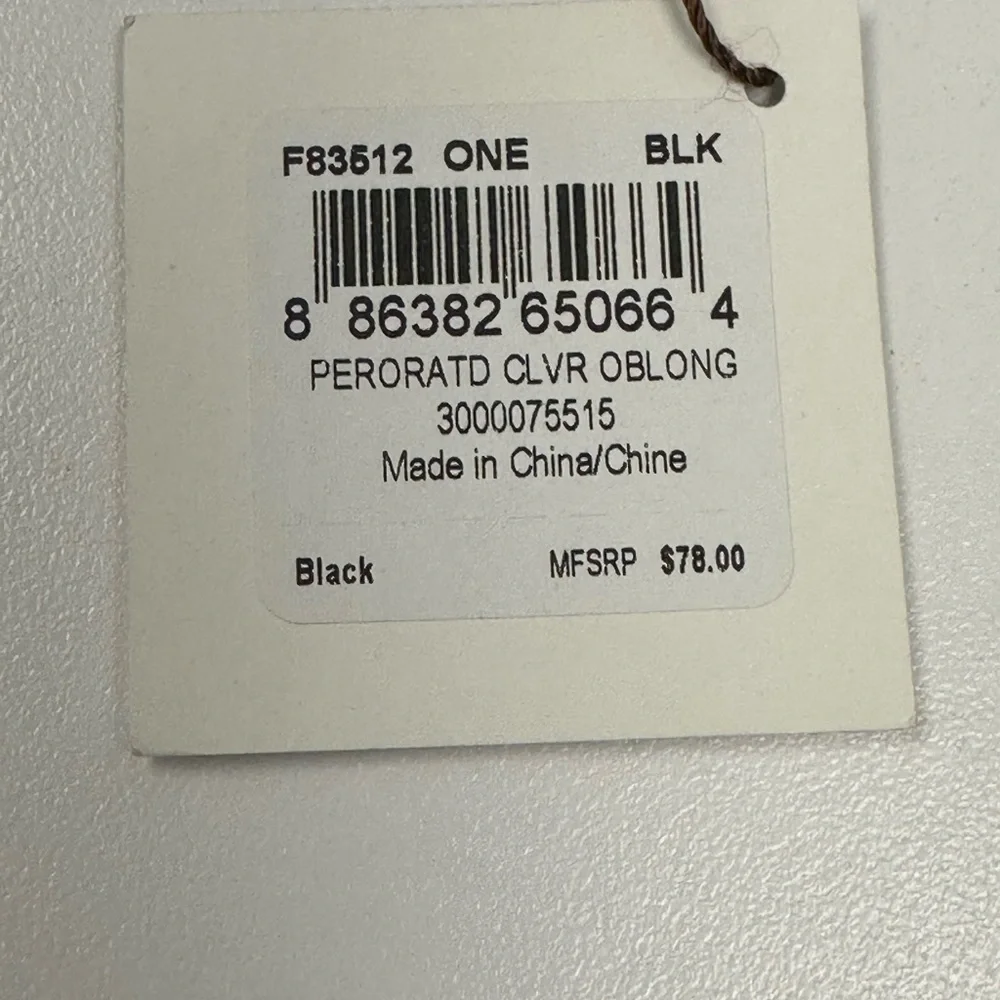 F83512 ONE BLK
8 86382 65066 4
PERORATD CLVR OBLONG
3000075515
Made in China/Chine
Black MFSRP $78.00